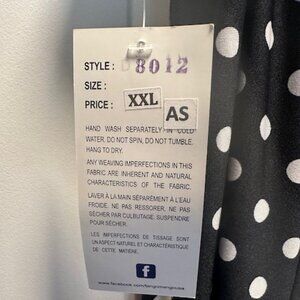 STYLE : 8012
SIZE :
XXL
PRICE :
AS
HAND WASH SEPARATELY IN COLD
WATER. DO NOT SPIN, DO NOT TUMBLE.
HANG TO DRY.
ANY WEAVING IMPERFECTIONS IN THIS
FABRIC ARE INHERENT AND NATURAL
CHARACTERISTICS OF THE FABRIC.
LAVER À LA MAIN SÉPARÉMENT À L'EAU
FROIDE. NE PAS RESSORER, NE PAS
SÉCHER PAR CULBUTAGE. SUSPENDRE
POUR SÉCHER.
LES IMPERFECTIONS DE TISSAGE SONT
UN ASPECT NATUREL ET CHARACTÉRISTIQUE
DE CETTE MATIÈRE.
f